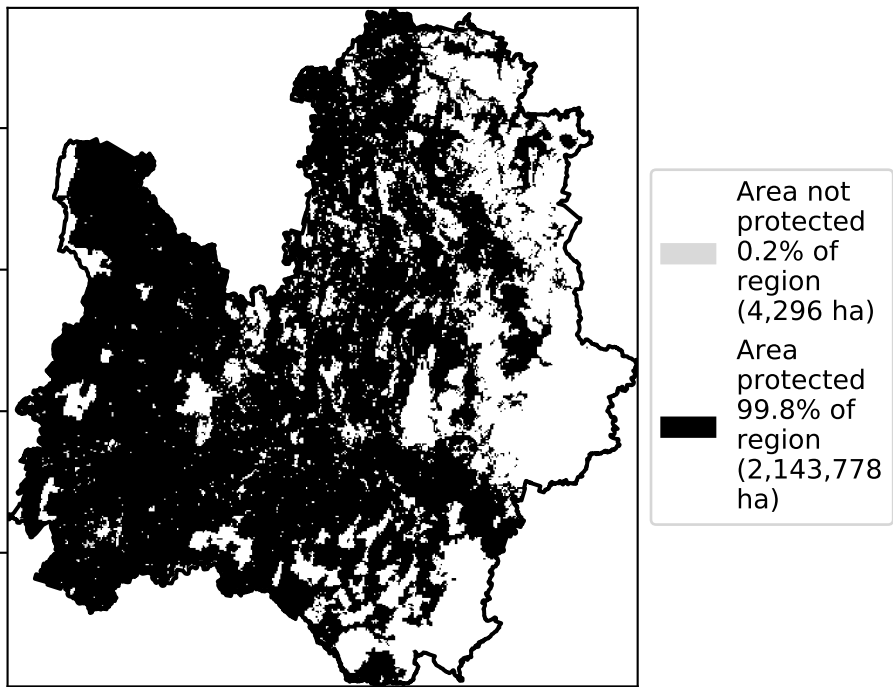 Area not
protected
0.2% of
region
(4,296 ha)
Area
protected
99.8% of
region
(2,143,778
ha)